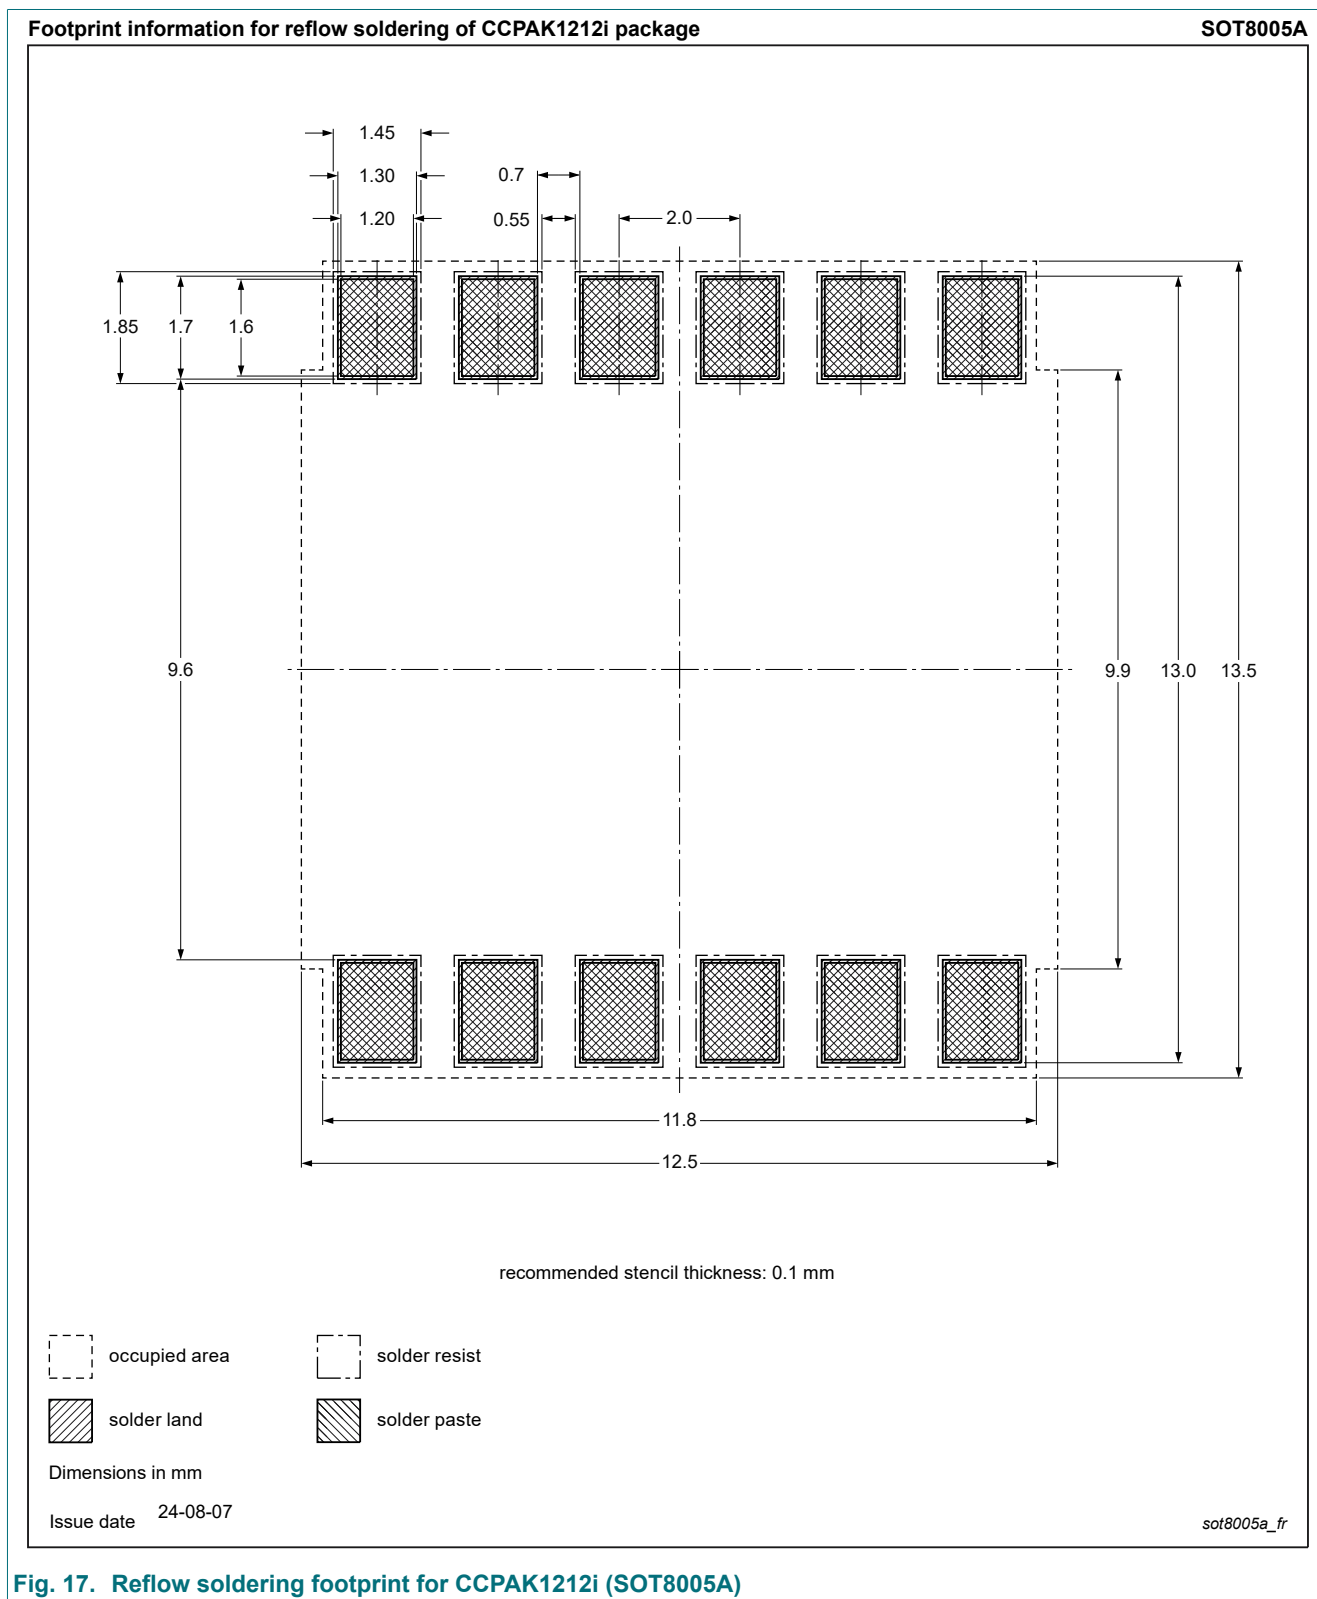 Footprint information for reflow soldering of CCPAK1212i package SOT8005A
1.45
1.30 0.7
1.20 0.55 2.0
1.85 1.7 1.6
9.6 9.9 13.0 13.5
11.8
12.5
recommended stencil thickness: 0.1 mm
occupied area solder resist
solder land solder paste
Dimensions in mm
Issue date 24-08-07
sot8005a_fr
Fig. 17. Reflow soldering footprint for CCPAK1212i (SOT8005A)